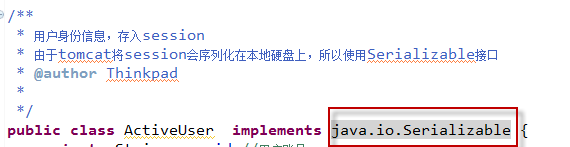 /**
* 用户身份信息，存入session
* 由于tomcat将session会序列化在本地硬盘上，所以使用Serializable接口
* @author Thinkpad
*
*/
public class ActiveUser implements java.io.Serializable {